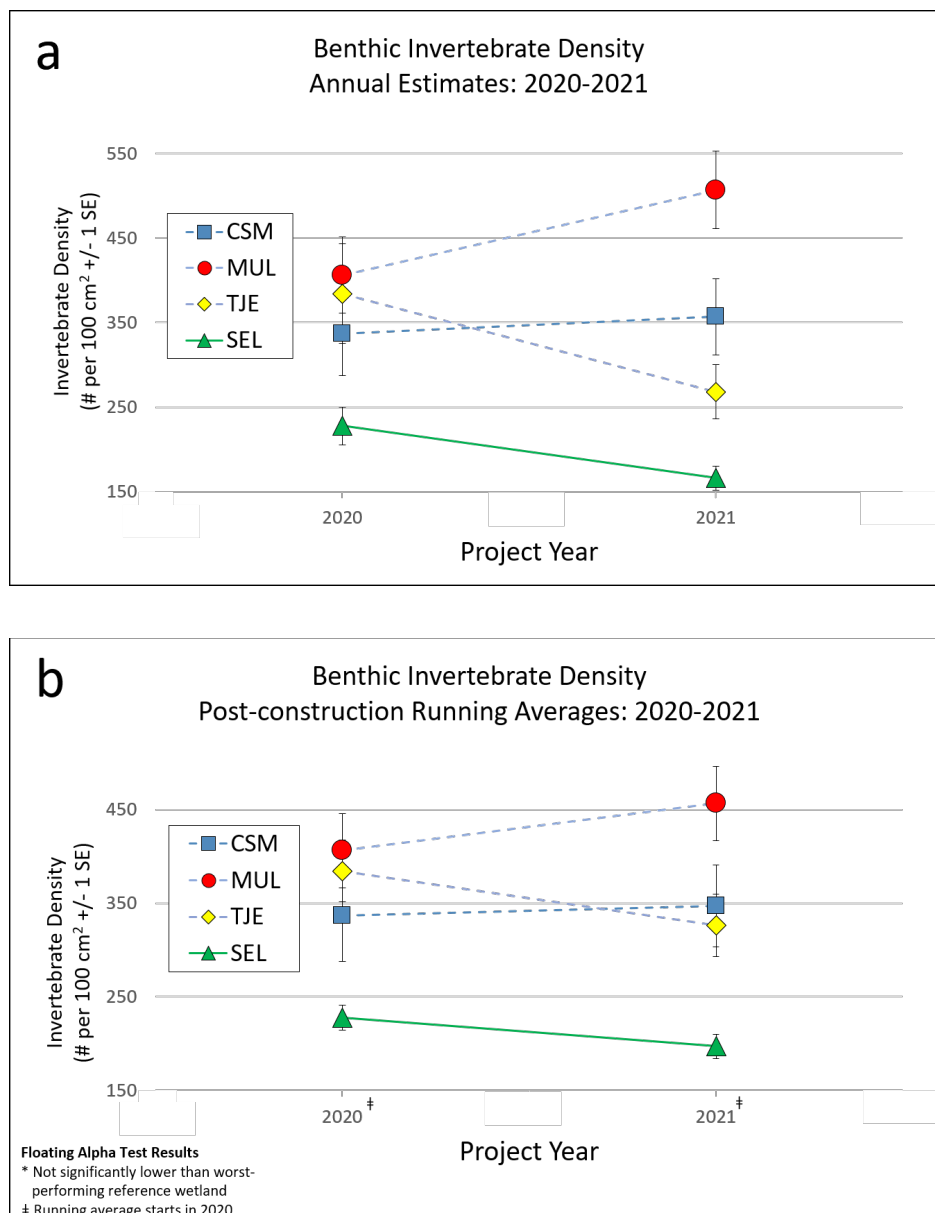 a
Benthic Invertebrate Density
Annual Estimates: 2020-2021
550
450
350
250
150
Invertebrate Density
(# per 100 cm² +/- 1 SE)
CSM
MUL
TJE
SEL
2020
2021
Project Year
b
Benthic Invertebrate Density
Post-construction Running Averages: 2020-2021
450
350
250
150
Invertebrate Density
(# per 100 cm² +/- 1 SE)
CSM
MUL
TJE
SEL
2020 ‡
2021 ‡
Project Year
Floating Alpha Test Results
* Not significantly lower than worst-
performing reference wetland
‡ Running average starts in 2020